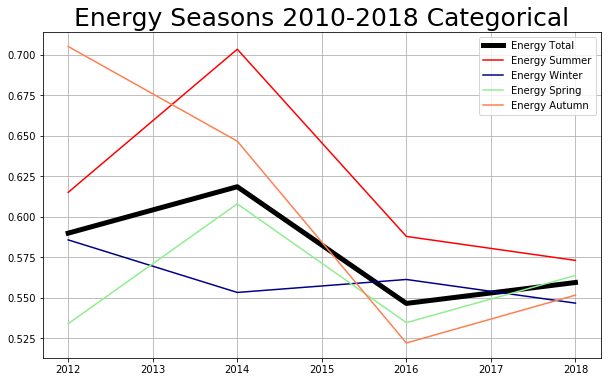 Energy Seasons 2010-2018 Categorical
Energy Total
Energy Summer
Energy Winter
Energy Spring
Energy Autumn
0.700
0.675
0.650
0.625
0.600
0.575
0.550
0.525
2012 2013 2014 2015 2016 2017 2018